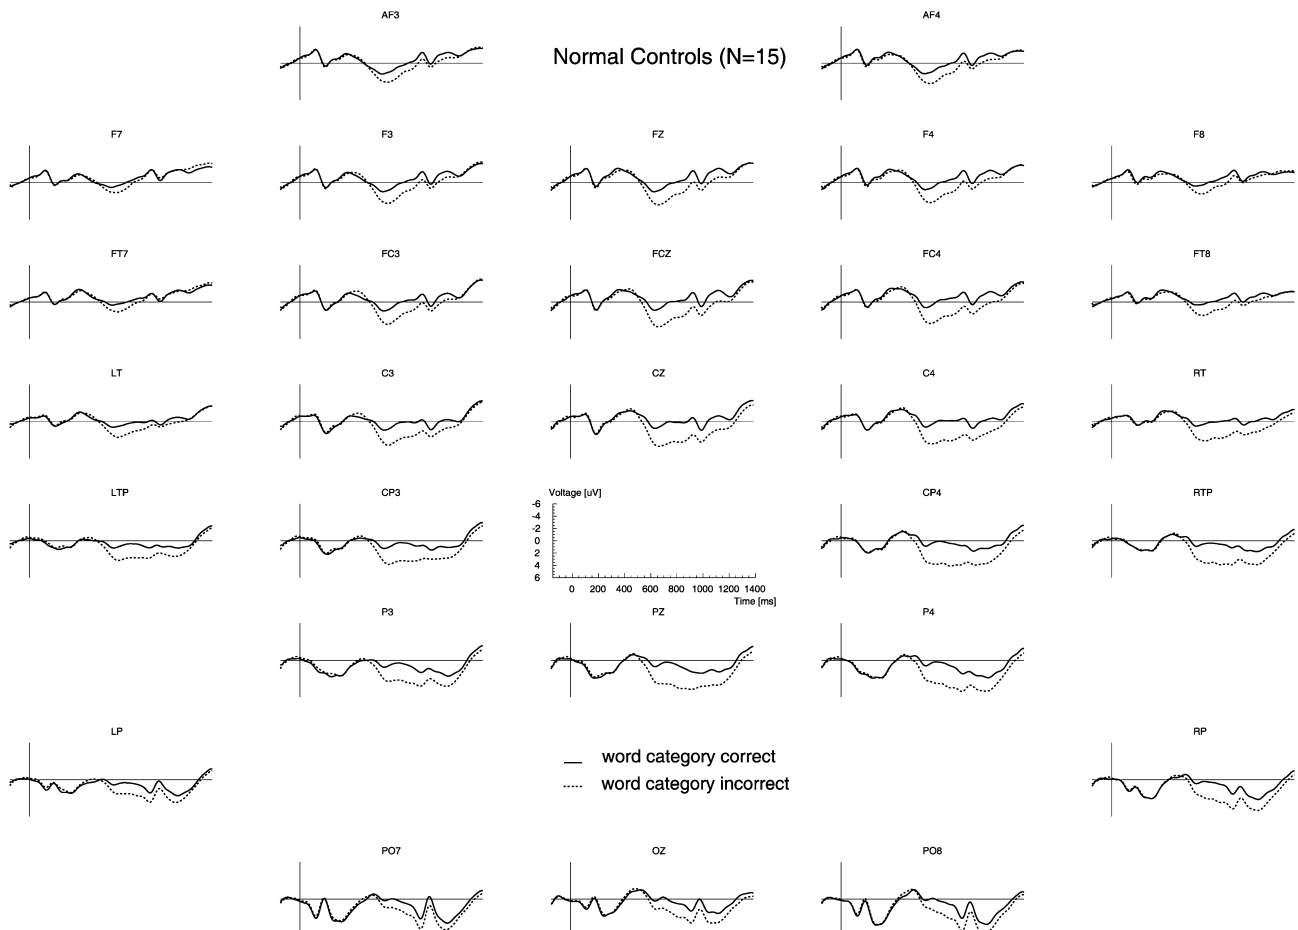 AF3
AF4
Normal Controls (N=15)
F7
F3
FZ
F4
F8
FT7
FC3
FCZ
FC4
FT8
LT
C3
CZ
C4
RT
LTP
CP3
Voltage [uV]
CP4
RTP
-6
-4
-2
0
2
4
6
0 200 400 600 800 1000 1200 1400
Time [ms]
P3
PZ
P4
LP
RP
word category correct
word category incorrect
PO7
OZ
PO8